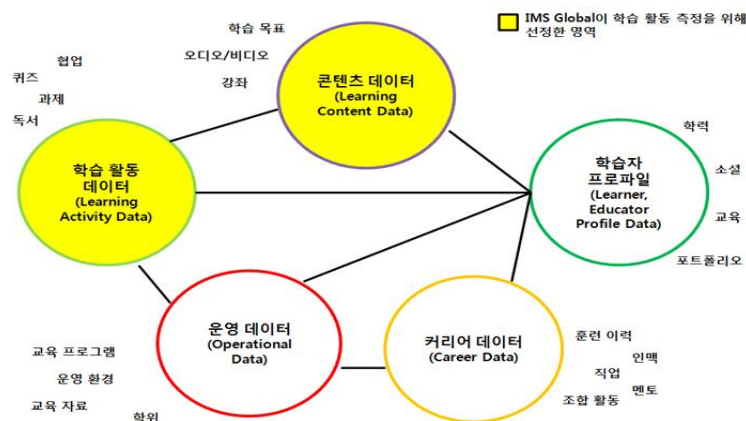 IMS Global이 학습 활동 측정을 위해
선정한 영역
학습 목표
오디오/비디오
강좌
콘텐츠 데이터
(Learning
Content Data)
협업
퀴즈
과제
독서
학습 활동
데이터
(Learning
Activity Data)
학습자
프로파일
(Learner,
Educator
Profile Data)
학력
소셜
교육
포트폴리오
운영 데이터
(Operational
Data)
교육 프로그램
운영 환경
교육 자료
학위
커리어 데이터
(Career Data)
훈련 이력
인맥
직업
멘토
조합 활동